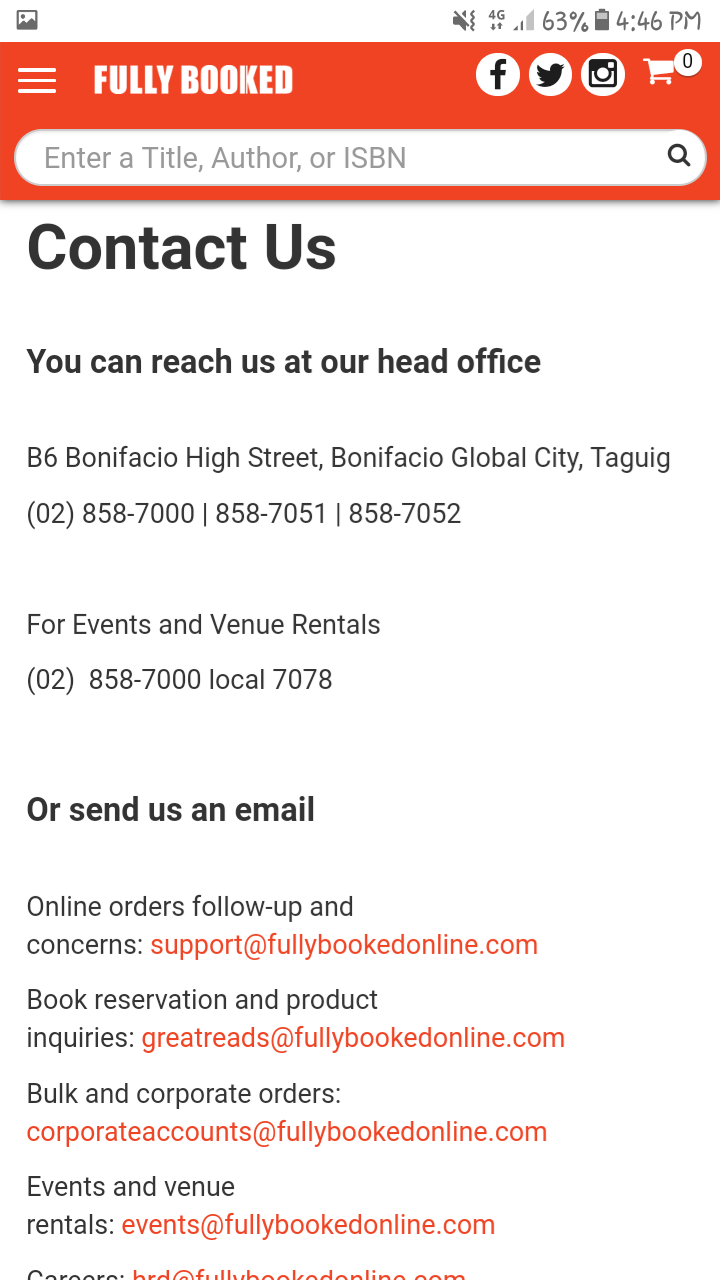 4G 63% 4:46 PM
FULLY BOOKED 0
Enter a Title, Author, or ISBN
Contact Us
You can reach us at our head office
B6 Bonifacio High Street, Bonifacio Global City, Taguig
(02) 858-7000 | 858-7051 | 858-7052
For Events and Venue Rentals
(02)  858-7000 local 7078
Or send us an email
Online orders follow-up and
concerns: support@fullybookedonline.com
Book reservation and product
inquiries: greatreads@fullybookedonline.com
Bulk and corporate orders:
corporateaccounts@fullybookedonline.com
Events and venue
rentals: events@fullybookedonline.com
Careers: hrd@fullybookedonline.com